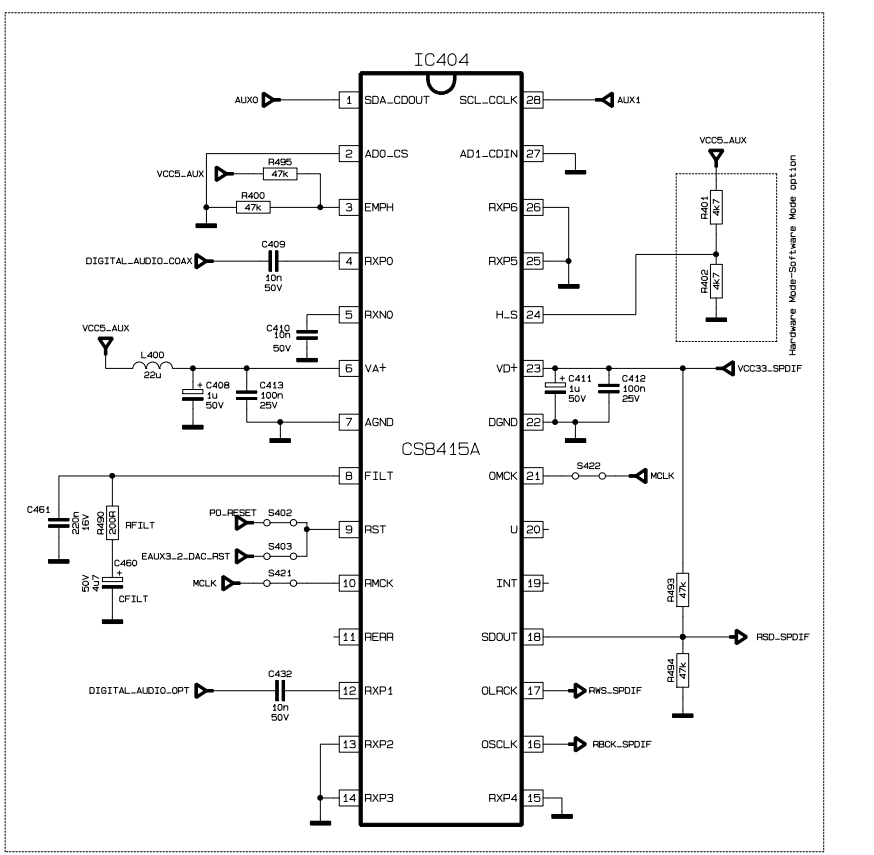 IC404
AUX0
1
SDA_CDOUT
SCL_CCLK
28
AUX1
2
AD0_CS
AD1_CDIN
27
VCC5_AUX
R495
47k
R400
47k
3
EMPH
RXP6
26
VCC5_AUX
R401
4k7
R402
4k7
Hardware Mode-Software Mode option
DIGITAL_AUDIO_COAX
C409
10n
50V
4
RXP0
RXP5
25
C410
10n
50V
5
RXN0
H_S
24
VCC5_AUX
L400
22u
C408
1u
50V
C413
100n
25V
6
VA+
VD+
23
C411
1u
50V
C412
100n
25V
VCC33_SPDIF
7
AGND
DGND
22
CS8415A
8
FILT
OMCK
21
S422
MCLK
C461
220n
16V
R490
200R
RFILT
C460
50V
4u7
CFILT
PO_RESET
S402
EAUX3_2_DAC_RST
S403
9
RST
U
20
MCLK
S421
10
RMCK
INT
19
R493
47k
11
RERR
SDOUT
18
RSD_SPDIF
R494
47k
DIGITAL_AUDIO_OPT
C432
10n
50V
12
RXP1
OLRCK
17
RWS_SPDIF
13
RXP2
OSCLK
16
RBCK_SPDIF
14
RXP3
RXP4
15